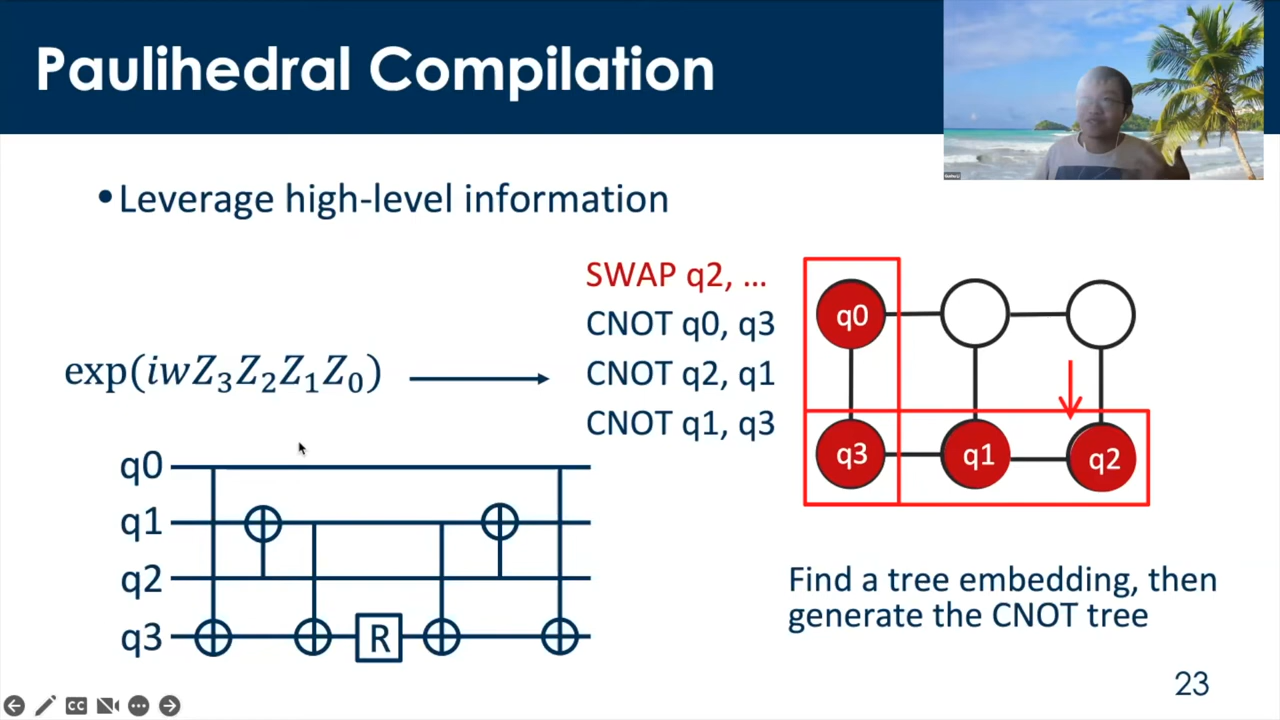 Paulihedral Compilation
•Leverage high-level information
SWAP q2, ...
CNOT q0, q3
CNOT q2, q1
CNOT q1, q3
exp(iwZ₃Z₂Z₁Z₀)
q0
q3
q1
q2
q0
q1
q2
q3
R
Find a tree embedding, then
generate the CNOT tree
23
CC